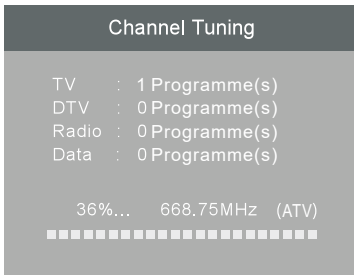 Channel Tuning
TV : 1 Programme(s)
DTV : 0 Programme(s)
Radio : 0 Programme(s)
Data : 0 Programme(s)
36%... 668.75MHz (ATV)